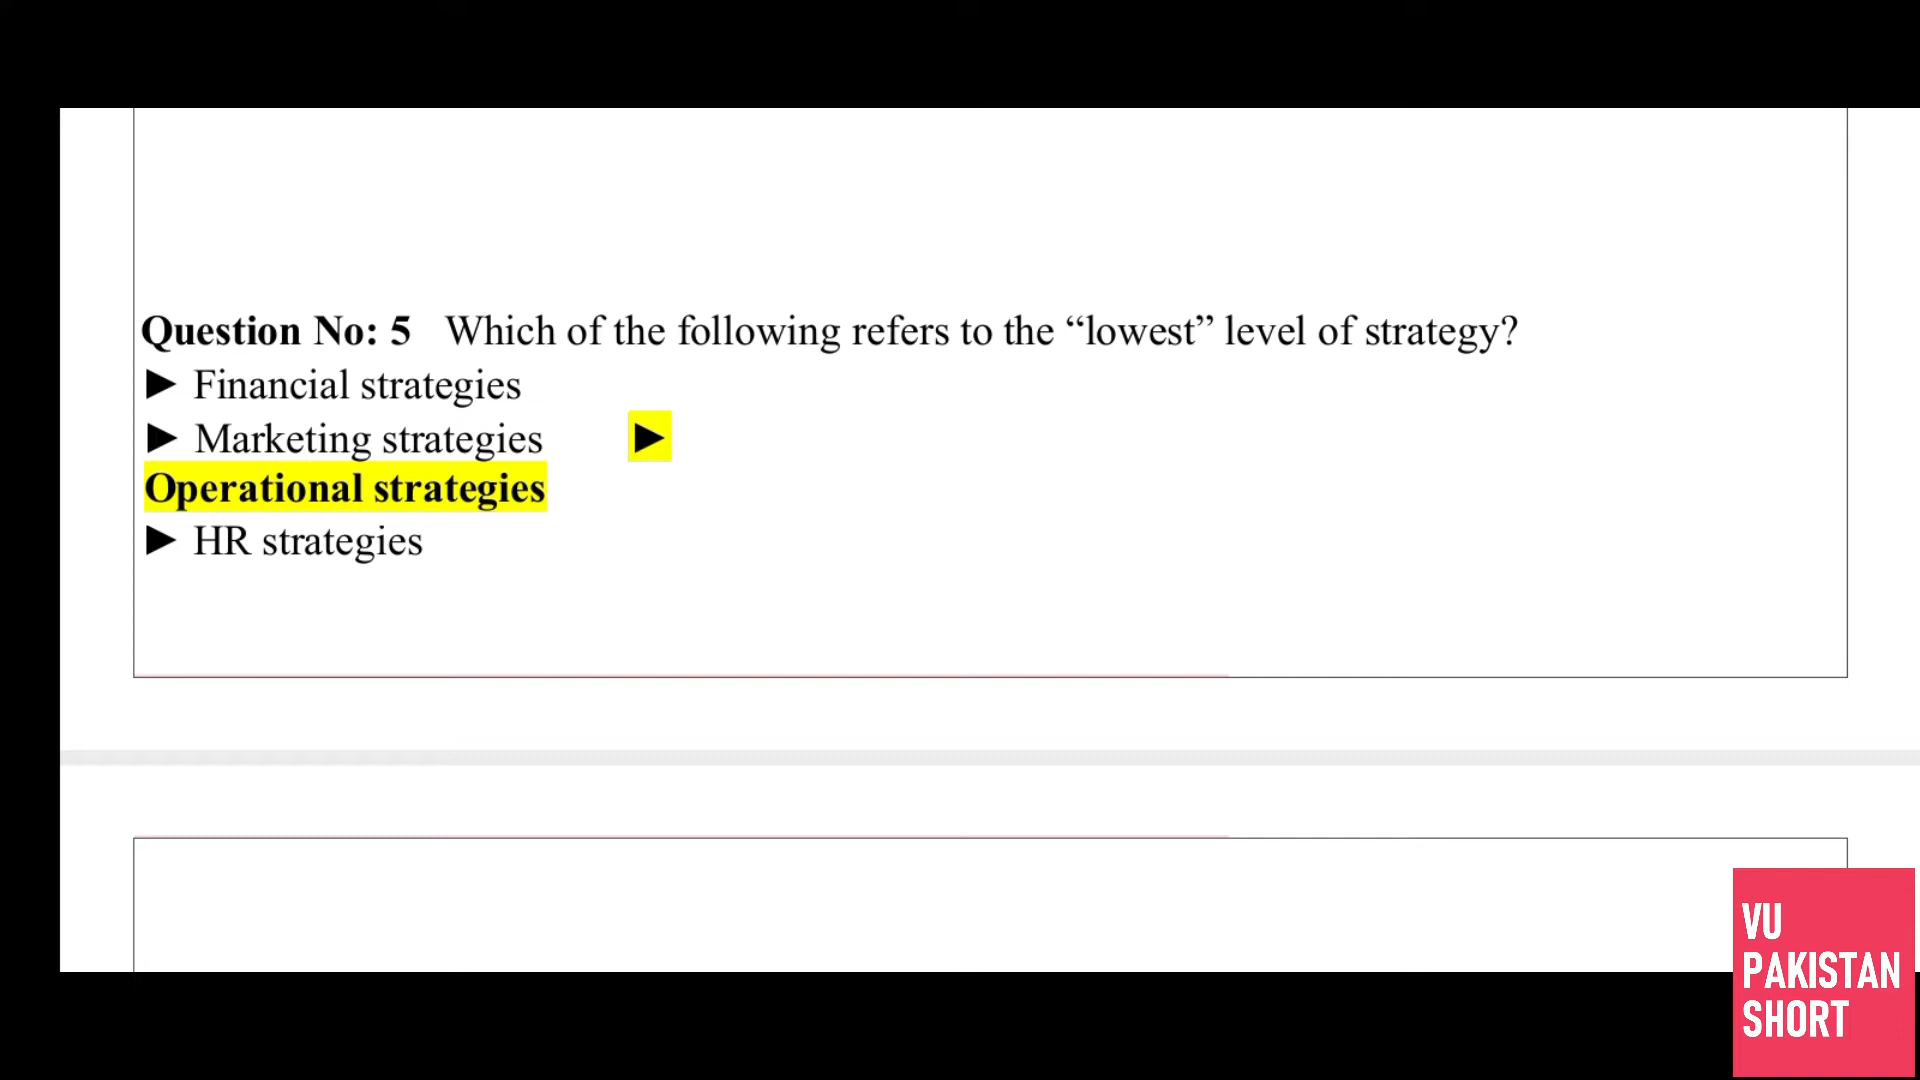 Question No: 5 Which of the following refers to the “lowest” level of strategy?
► Financial strategies
► Marketing strategies ►
Operational strategies
► HR strategies
VU
PAKISTAN
SHORT